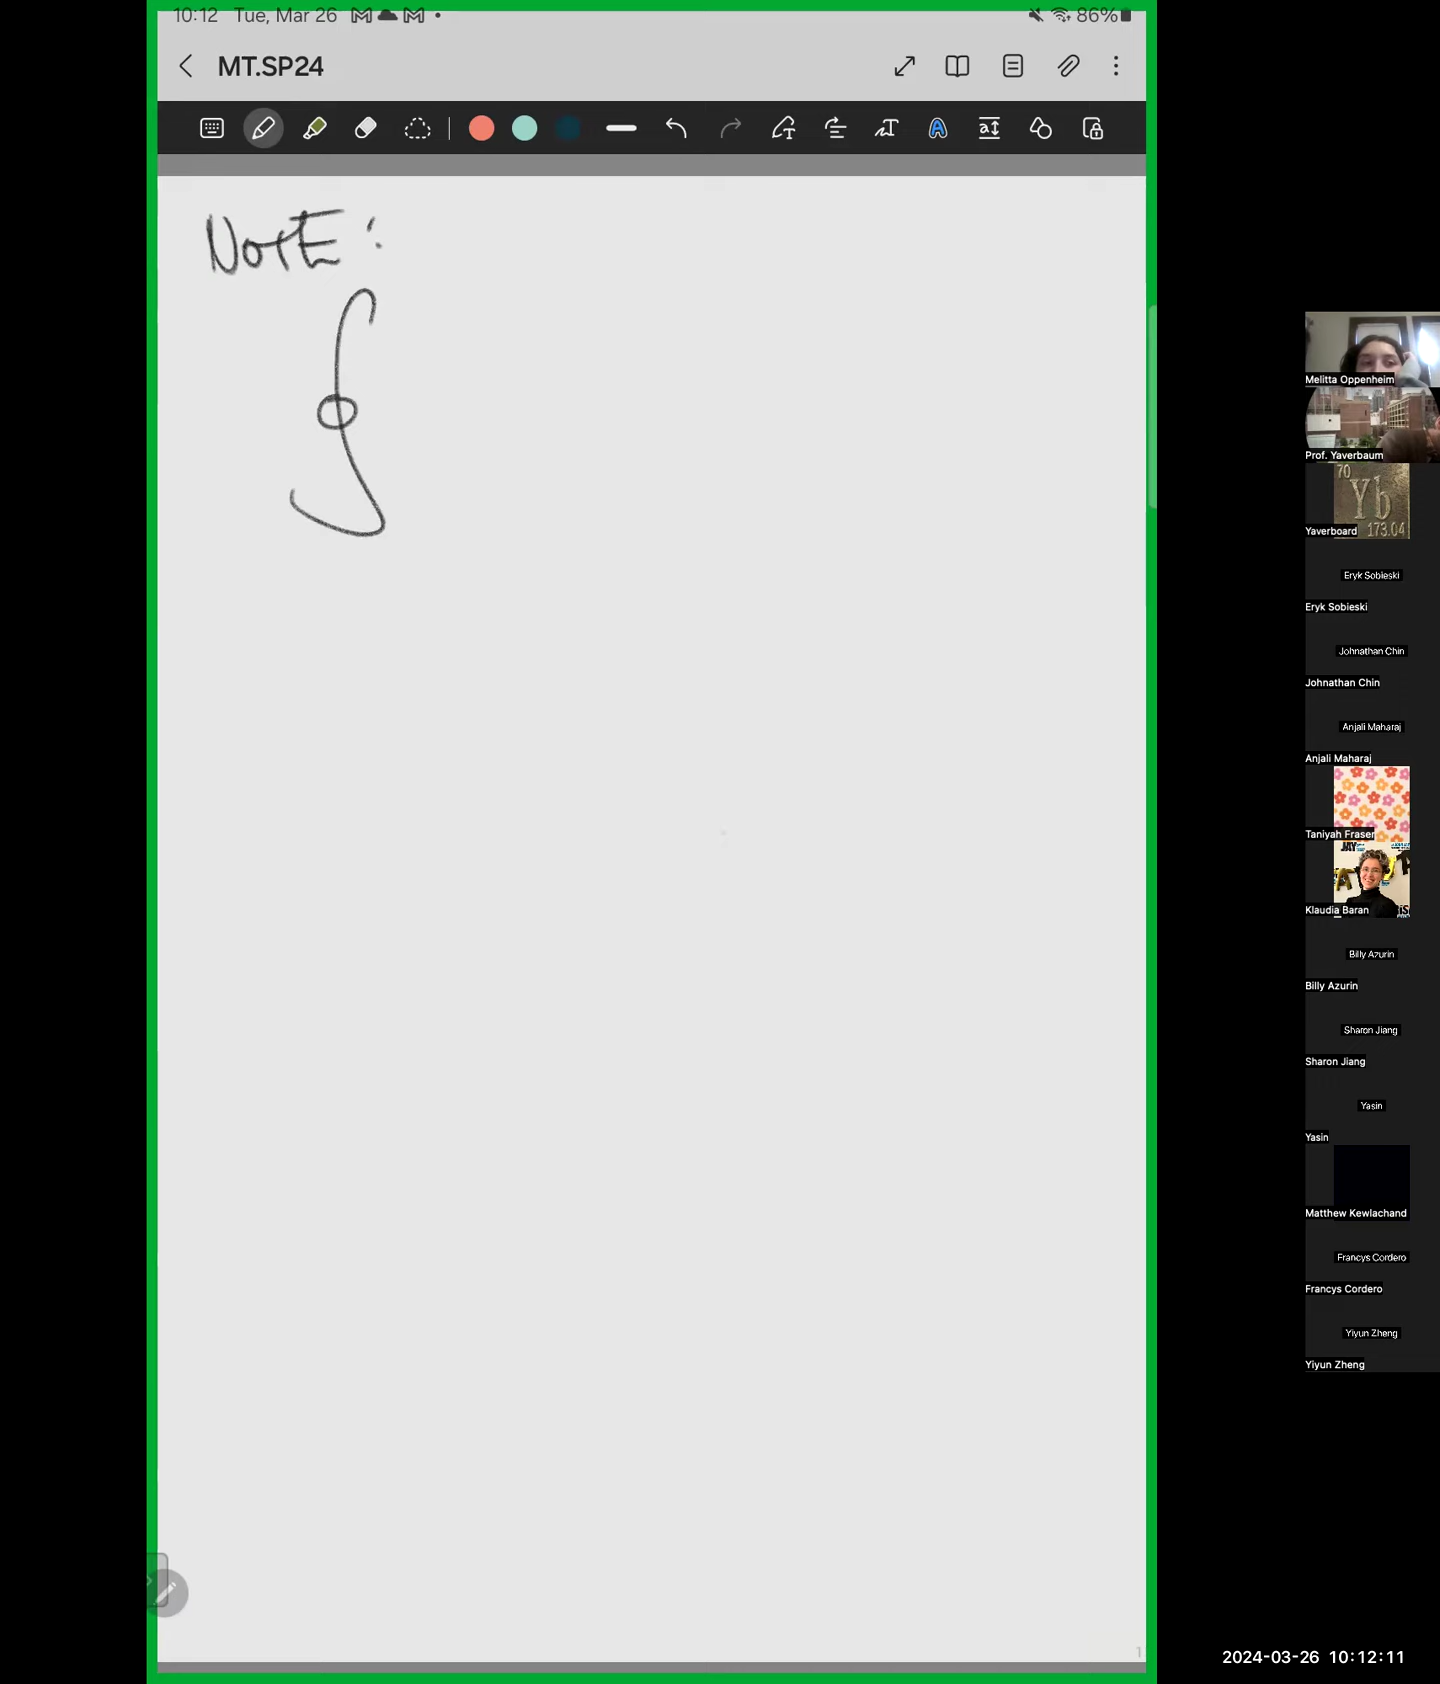 10:12 Tue, Mar 26 86%
MT.SP24
NotE:
∮
1
Melitta Oppenheim
Prof. Yaverbaum
70
Yb
173.04
Yaverboard
Eryk Sobieski
Eryk Sobieski
Johnathan Chin
Johnathan Chin
Anjali Maharaj
Anjali Maharaj
Taniyah Fraser
JAY
Klaudia Baran
Billy Azurin
Billy Azurin
Sharon Jiang
Sharon Jiang
Yasin
Yasin
Matthew Kewlachand
Francys Cordero
Francys Cordero
Yiyun Zheng
Yiyun Zheng
2024-03-26 10:12:11